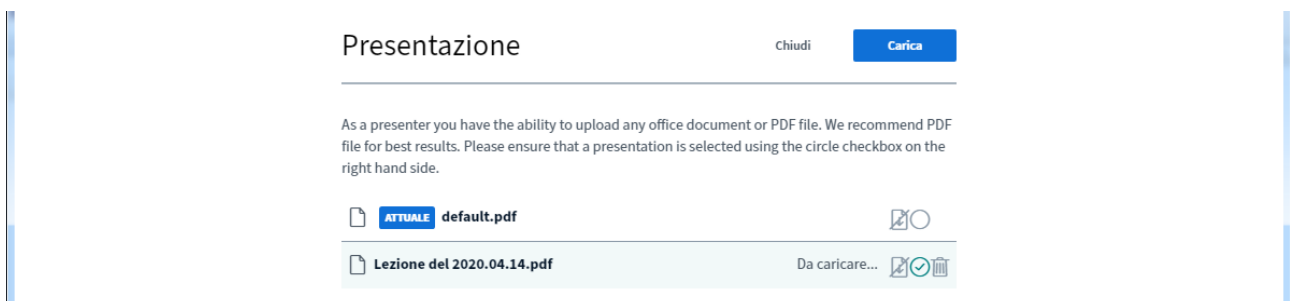 Presentazione
Chiudi
Carica
As a presenter you have the ability to upload any office document or PDF file. We recommend PDF
file for best results. Please ensure that a presentation is selected using the circle checkbox on the
right hand side.
ATTUALE default.pdf
Lezione del 2020.04.14.pdf Da caricare...